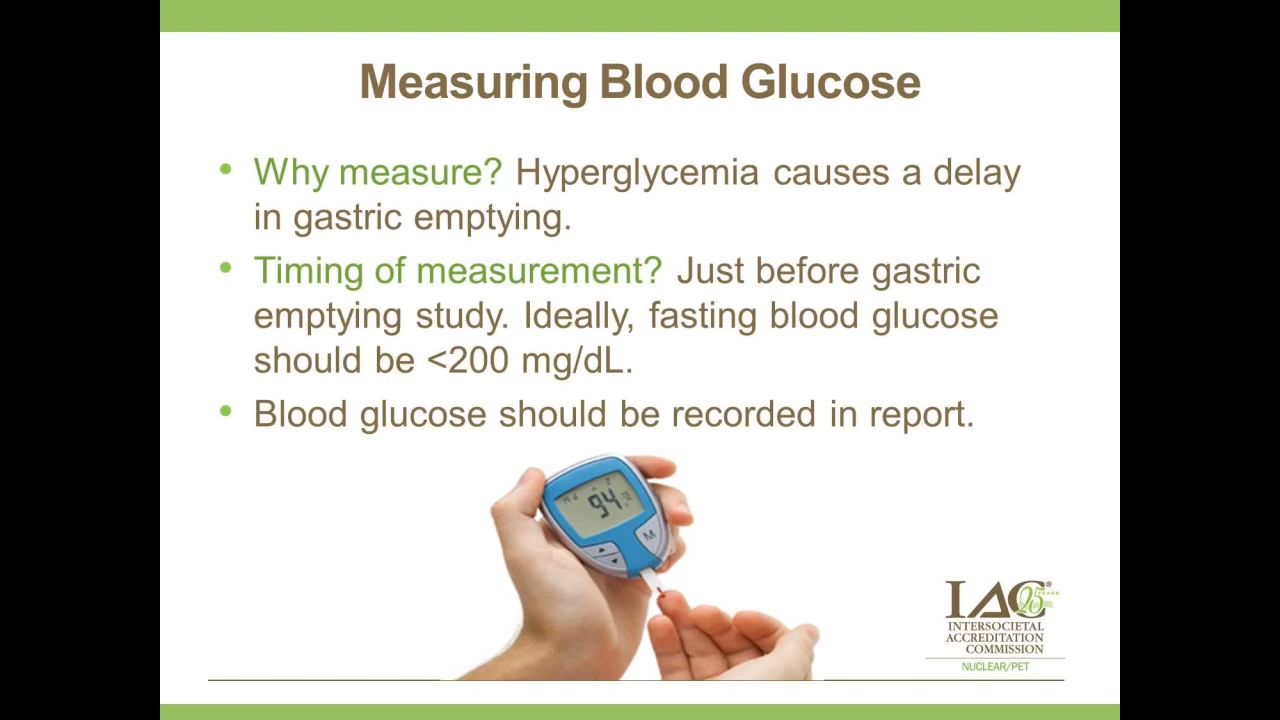 Measuring Blood Glucose
• Why measure? Hyperglycemia causes a delay
in gastric emptying.
• Timing of measurement? Just before gastric
emptying study. Ideally, fasting blood glucose
should be <200 mg/dL.
• Blood glucose should be recorded in report.
94
M
IAC®
25 YEARS
INTERSOCIETAL
ACCREDITATION
COMMISSION
NUCLEAR/PET